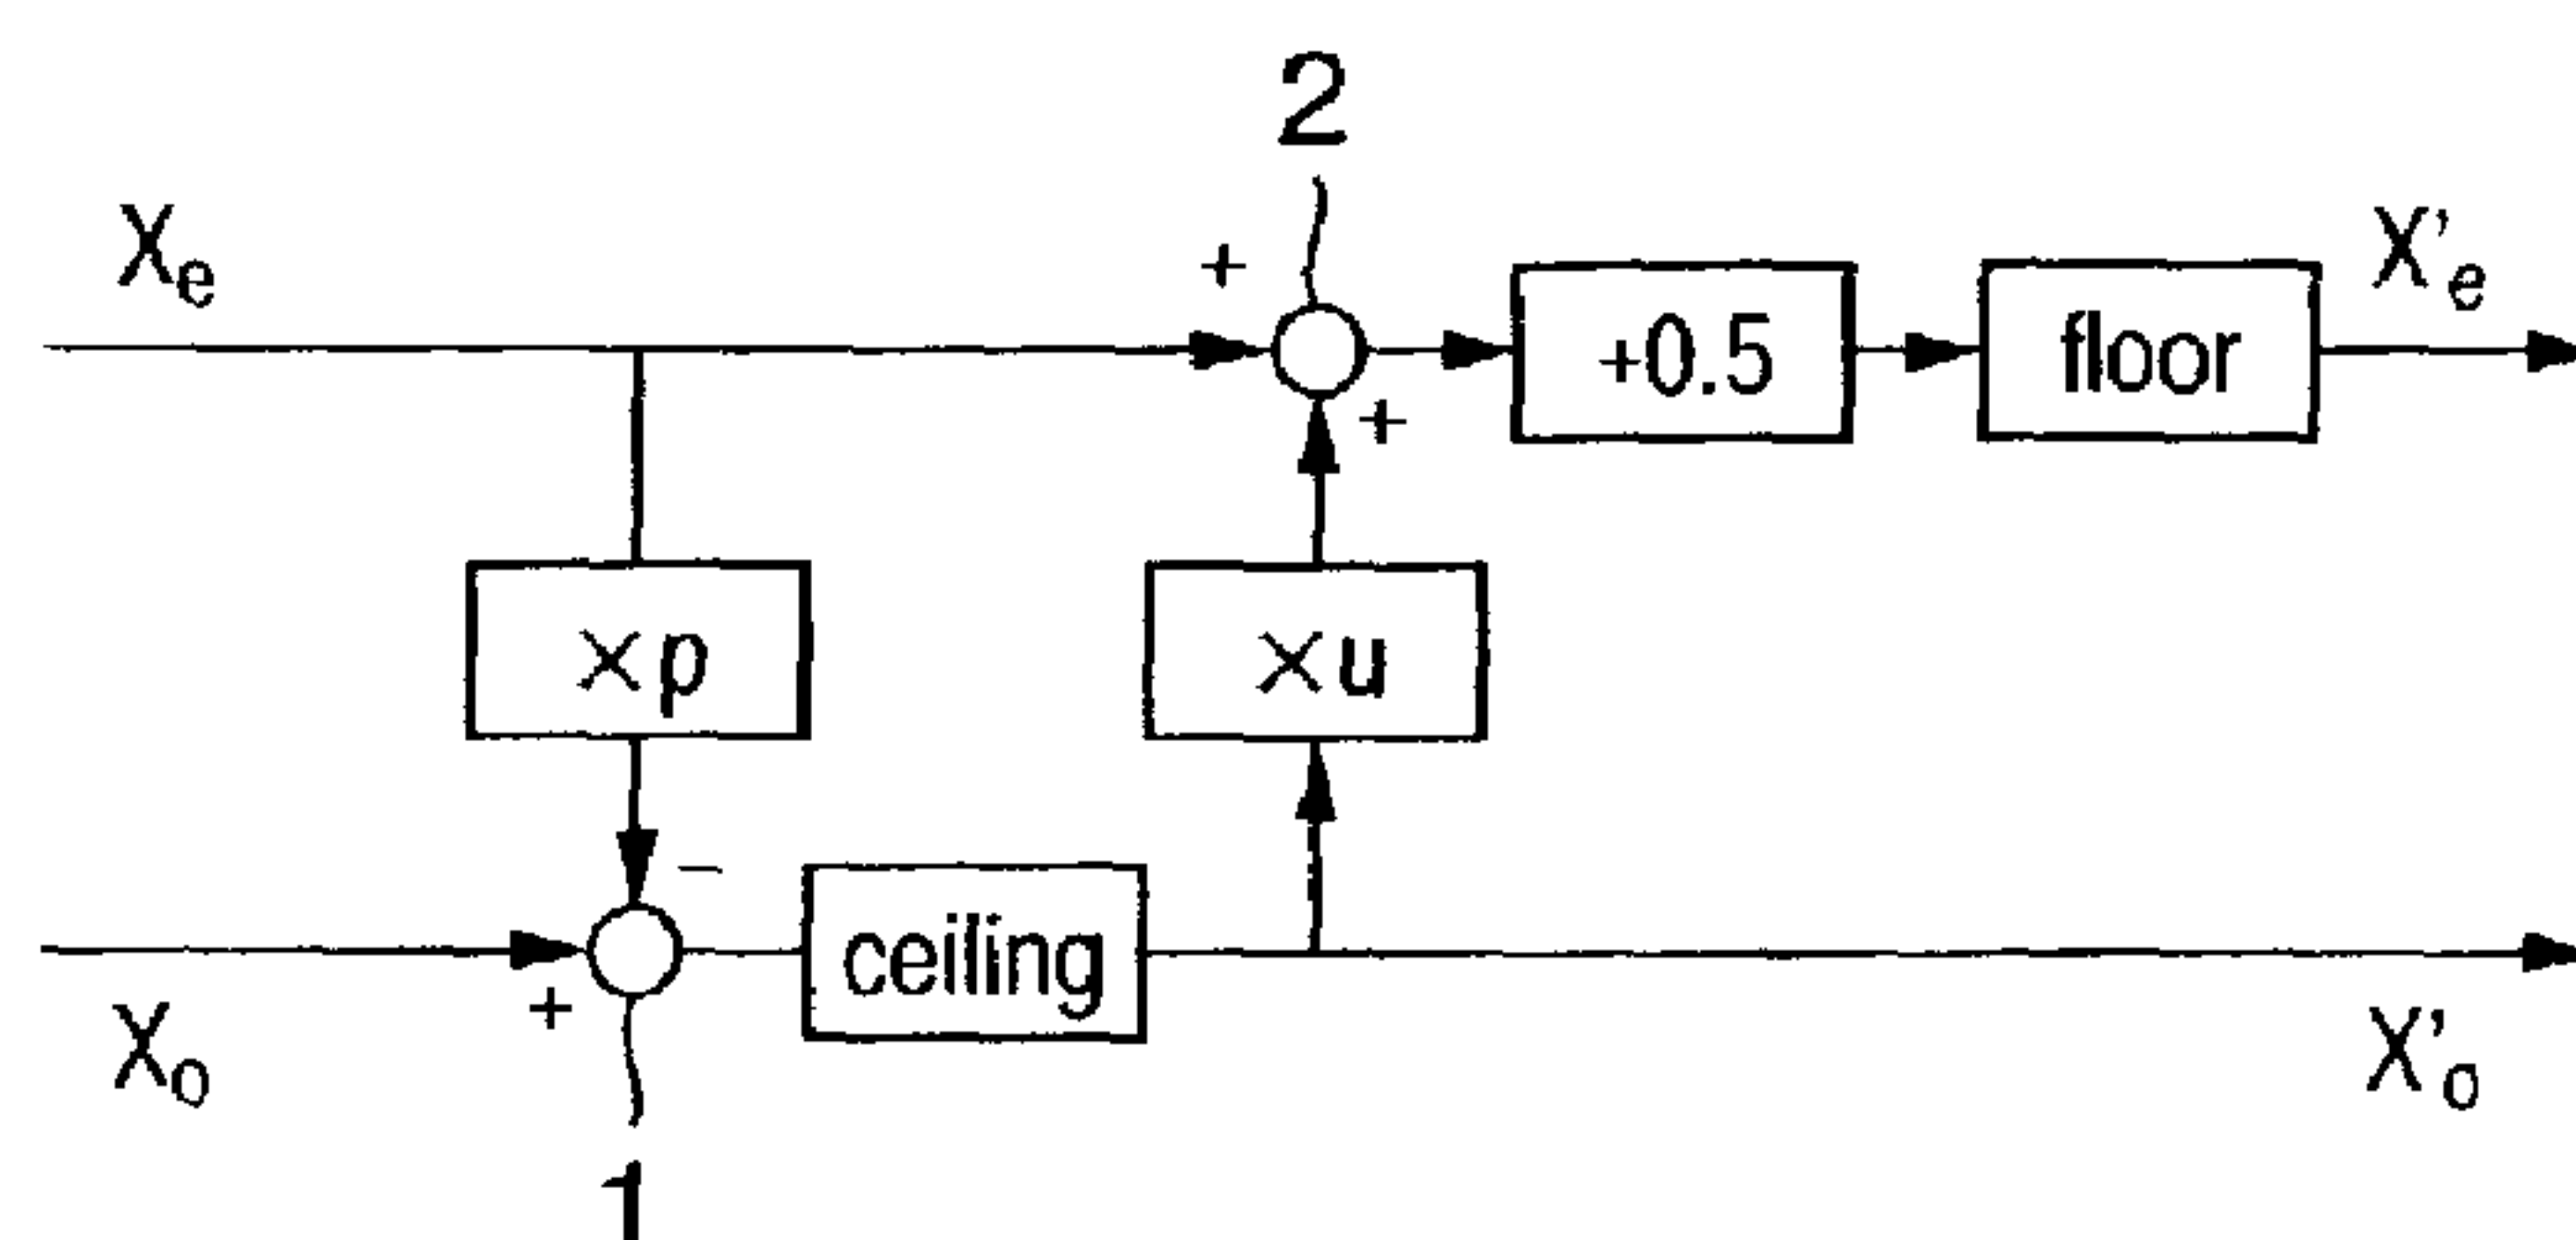 2
Xe
+
+0.5
floor
X'e
+
×p
×u
−
ceiling
+
Xo
X'o
1